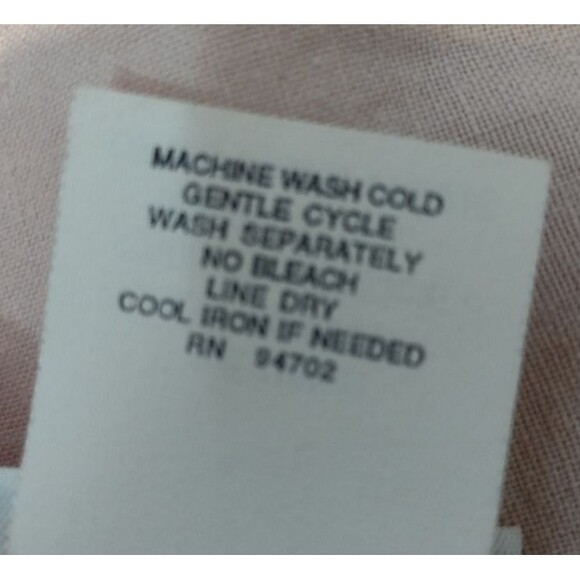 MACHINE WASH COLD
GENTLE CYCLE
WASH SEPARATELY
NO BLEACH
LINE DRY
COOL IRON IF NEEDED
RN 94702